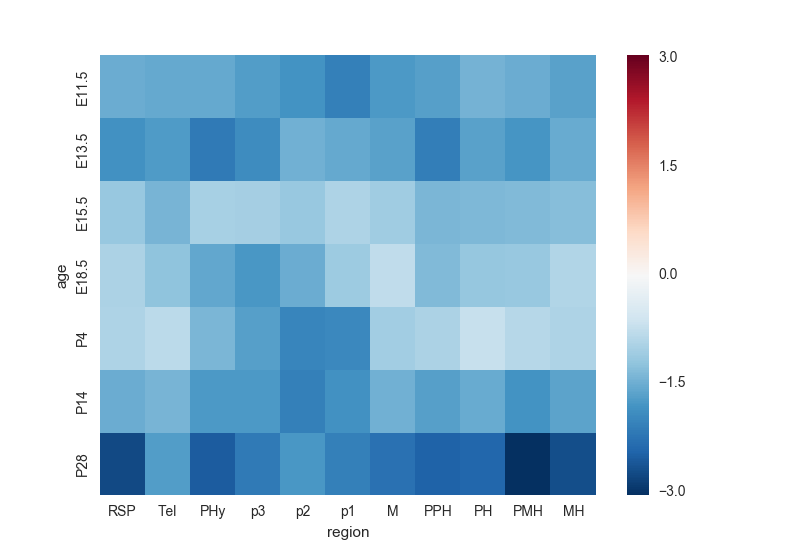 E11.5
E13.5
E15.5
E18.5
P4
P14
P28
age
RSP Tel PHy p3 p2 p1 M PPH PH PMH MH
region
3.0
1.5
0.0
−1.5
−3.0